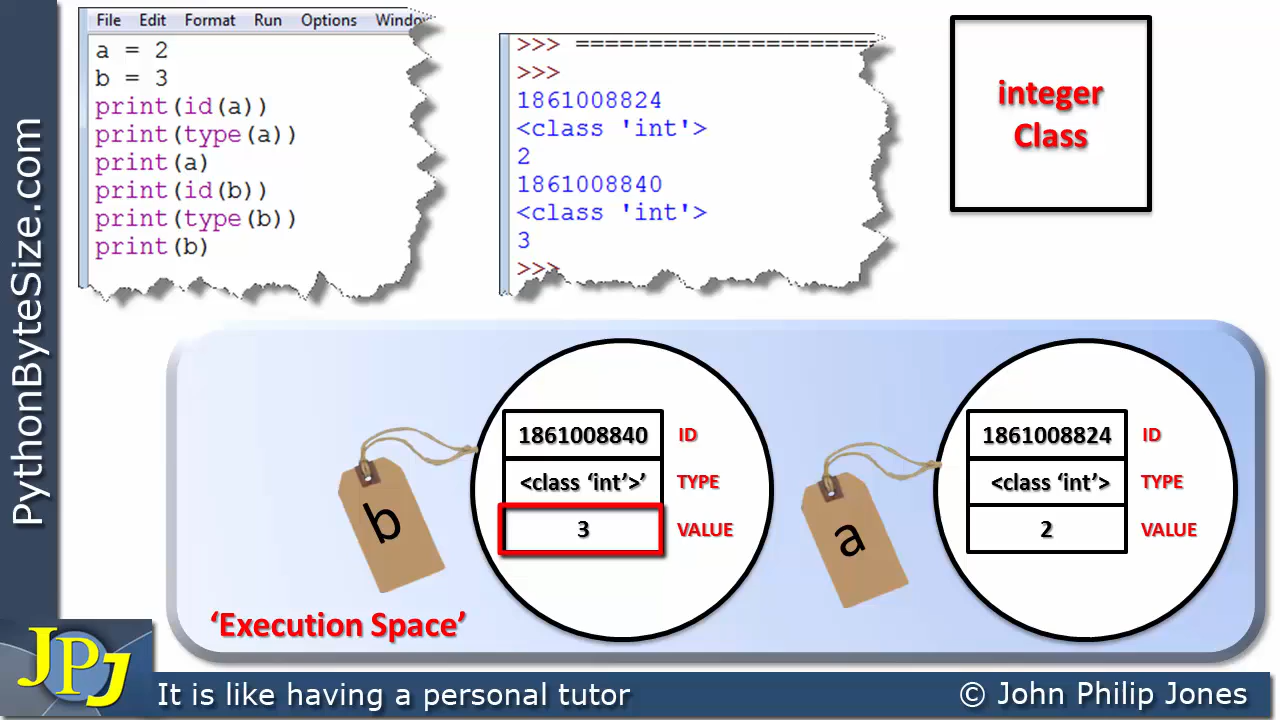 File Edit Format Run Options Window
a = 2
b = 3
print(id(a))
print(type(a))
print(a)
print(id(b))
print(type(b))
print(b)
>>> =====================
>>>
1861008824
<class 'int'>
2
1861008840
<class 'int'>
3
>>>
integer
Class
PythonByteSize.com
b
1861008840 ID
<class ‘int’>’ TYPE
3 VALUE
a
1861008824 ID
<class ‘int’> TYPE
2 VALUE
‘Execution Space’
JPJ
It is like having a personal tutor
© John Philip Jones